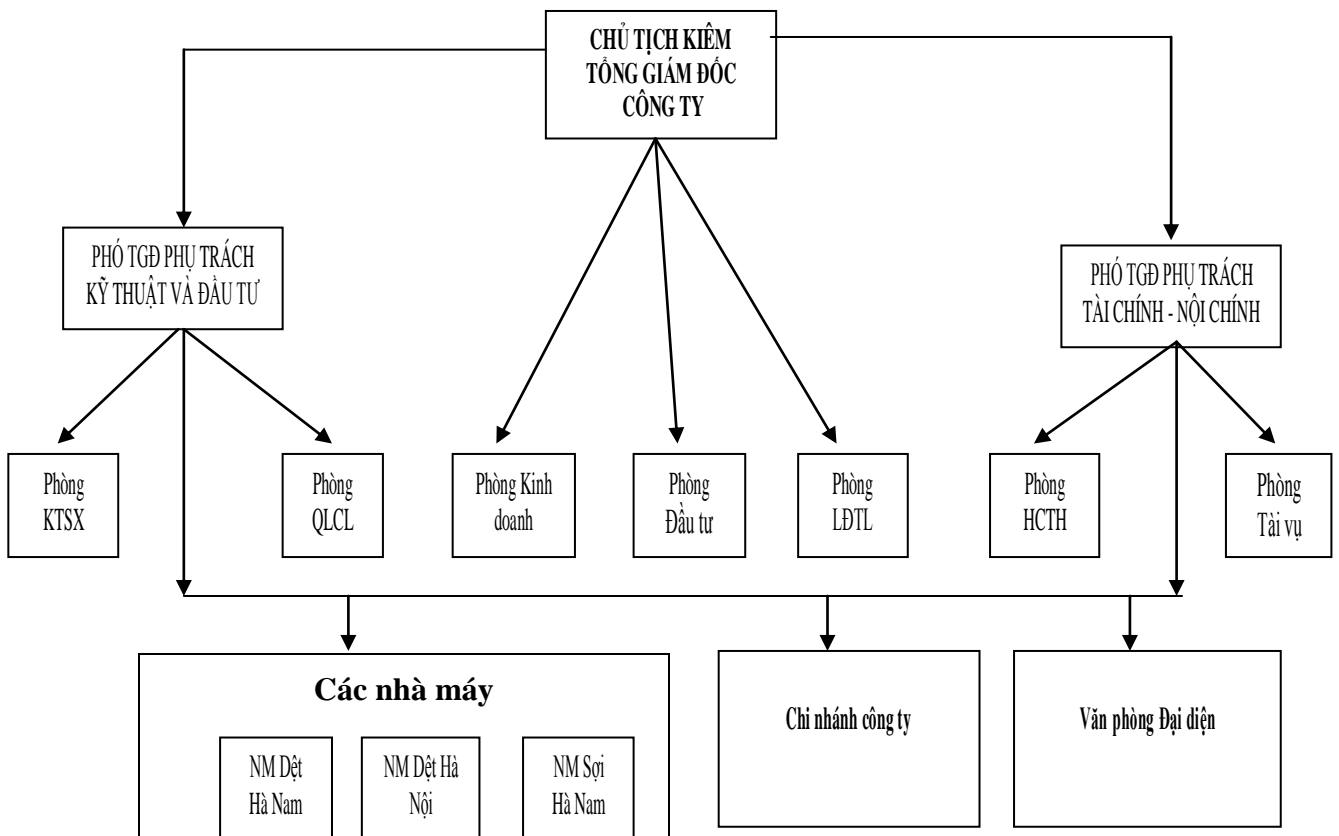 CHỦ TỊCH KIÊM
TỔNG GIÁM ĐỐC
CÔNG TY
PHÓ TGĐ PHỤ TRÁCH
KỸ THUẬT VÀ ĐẦU TƯ
PHÓ TGĐ PHỤ TRÁCH
TÀI CHÍNH - NỘI CHÍNH
Phòng
KTSX
Phòng
QLCL
Phòng Kinh
doanh
Phòng
Đầu tư
Phòng
LĐTL
Phòng
HCTH
Phòng
Tài vụ
Các nhà máy
NM Dệt
Hà Nam
NM Dệt Hà
Nội
NM Sợi
Hà Nam
Chi nhánh công ty
Văn phòng Đại diện